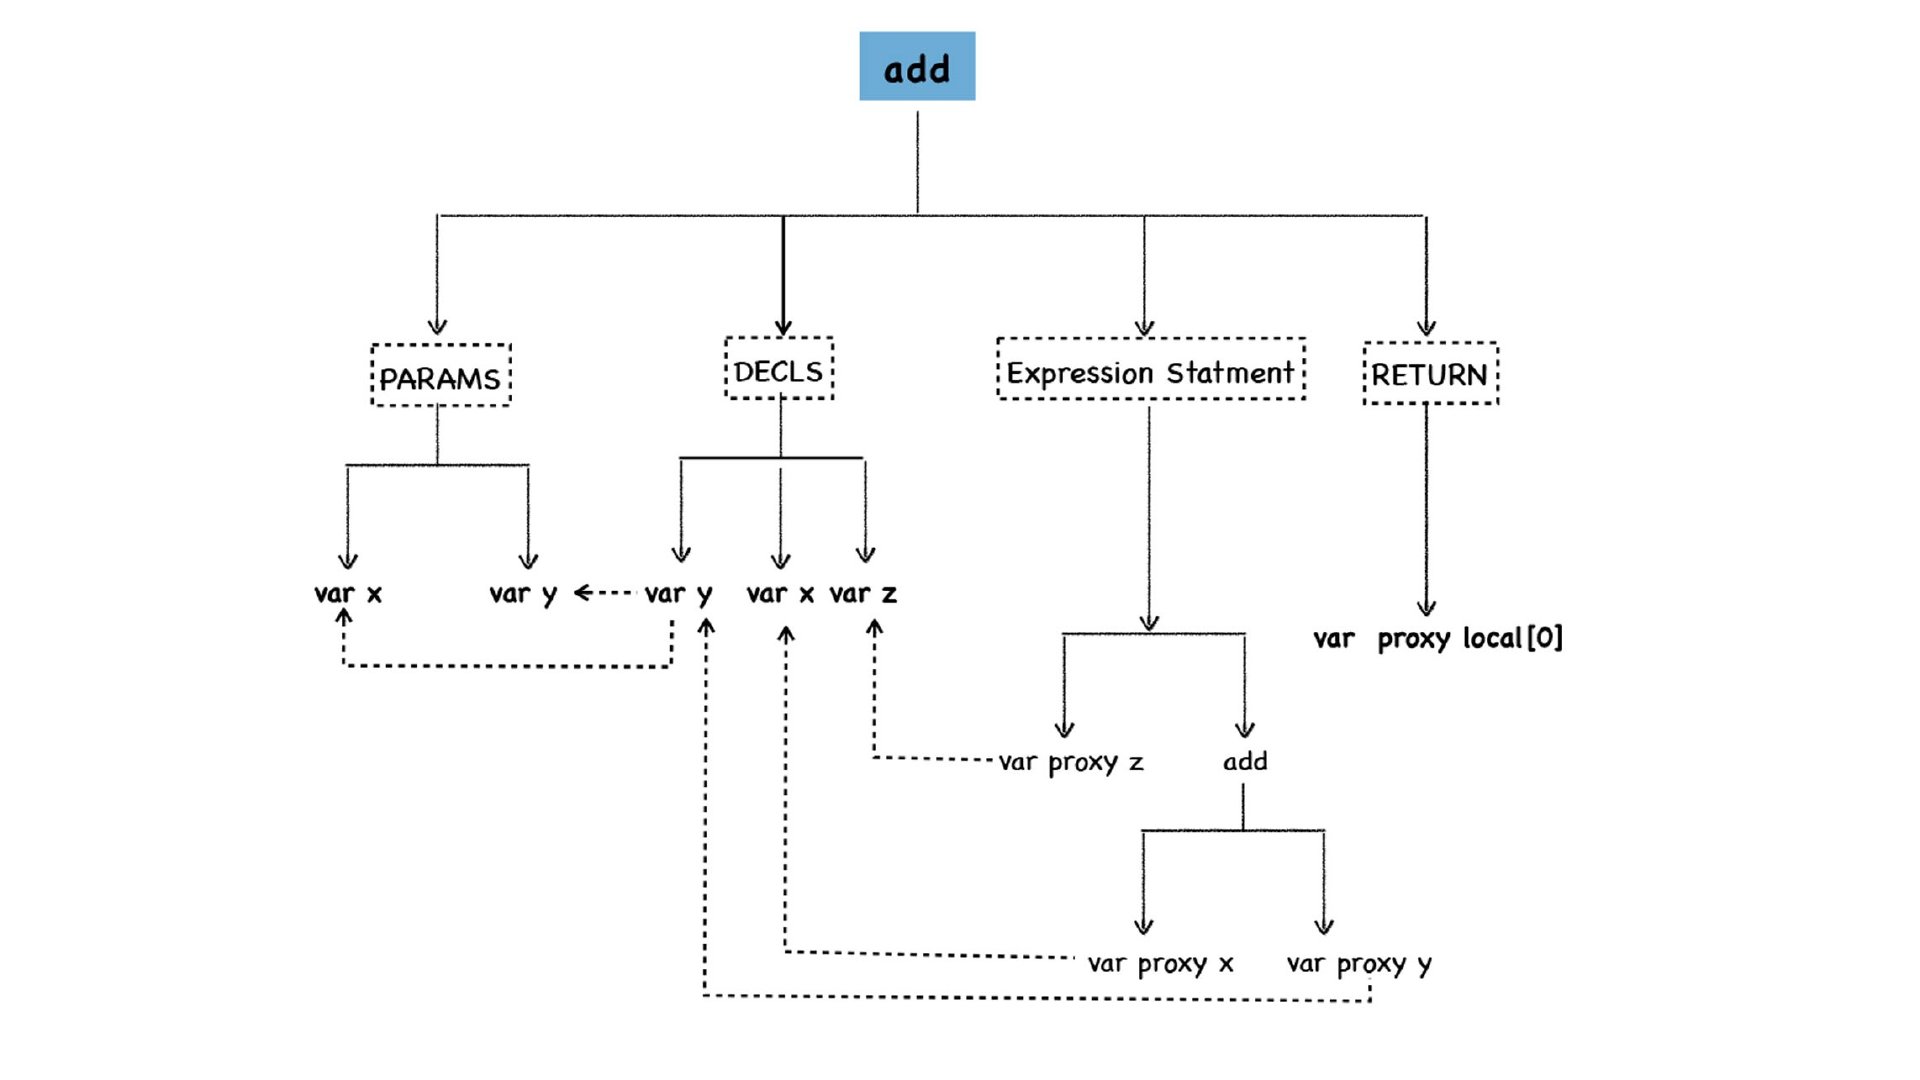 add
PARAMS
DECLS
Expression Statment
RETURN
var x
var y
var y
var x
var z
var proxy local[0]
var proxy z
add
var proxy x
var proxy y